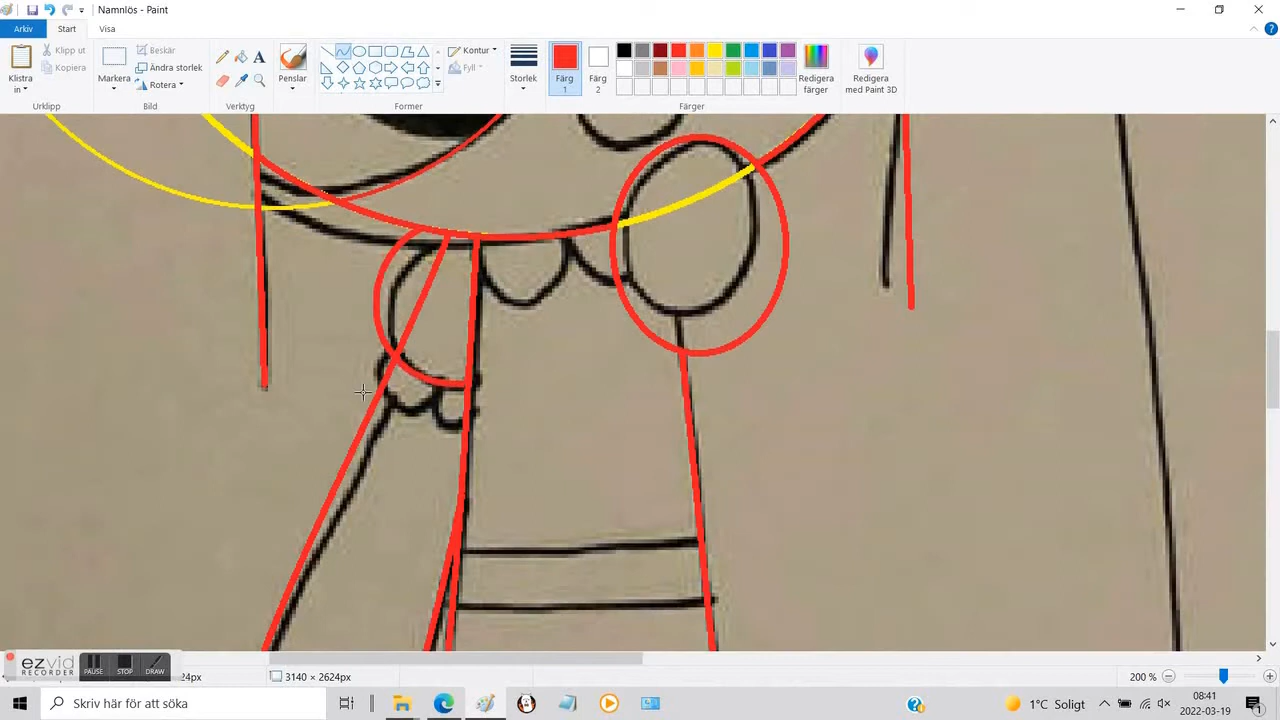 Namnlös - Paint
Arkiv Start Visa
Klistra in
Klipp ut
Kopiera
Urklipp
Markera
Beskär
Ändra storlek
Rotera
Bild
Verktyg
Penslar
Former
Kontur
Fyll
Storlek
Färg 1
Färg 2
Färger
Redigera färger
Redigera med Paint 3D
ezvid
RECORDER
PAUSE STOP DRAW
24px
3140 × 2624px
200 %
Skriv här för att söka
1°C Soligt
08:41
2022-03-19
1